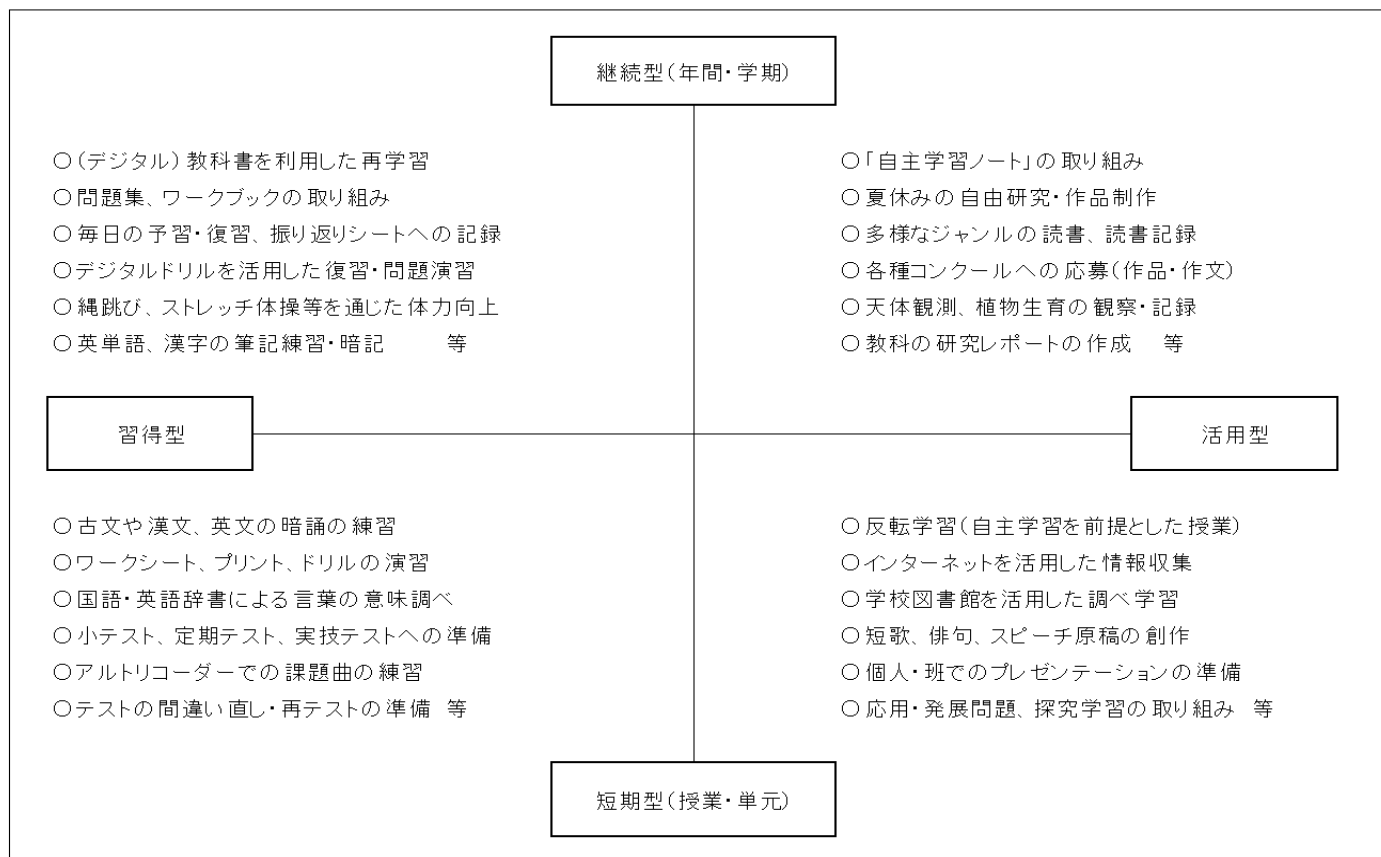 継続型(年間・学期)
○(デジタル)教科書を利用した再学習
○問題集、ワークブックの取り組み
○毎日の予習・復習、振り返りシートへの記録
○デジタルドリルを活用した復習・問題演習
○縄跳び、ストレッチ体操等を通じた体力向上
○英単語、漢字の筆記練習・暗記　　等
○「自主学習ノート」の取り組み
○夏休みの自由研究・作品制作
○多様なジャンルの読書、読書記録
○各種コンクールへの応募(作品・作文)
○天体観測、植物生育の観察・記録
○教科の研究レポートの作成　等
習得型
活用型
○古文や漢文、英文の暗誦の練習
○ワークシート、プリント、ドリルの演習
○国語・英語辞書による言葉の意味調べ
○小テスト、定期テスト、実技テストへの準備
○アルトリコーダーでの課題曲の練習
○テストの間違い直し・再テストの準備　等
○反転学習(自主学習を前提とした授業)
○インターネットを活用した情報収集
○学校図書館を活用した調べ学習
○短歌、俳句、スピーチ原稿の創作
○個人・班でのプレゼンテーションの準備
○応用・発展問題、探究学習の取り組み　等
短期型(授業・単元)